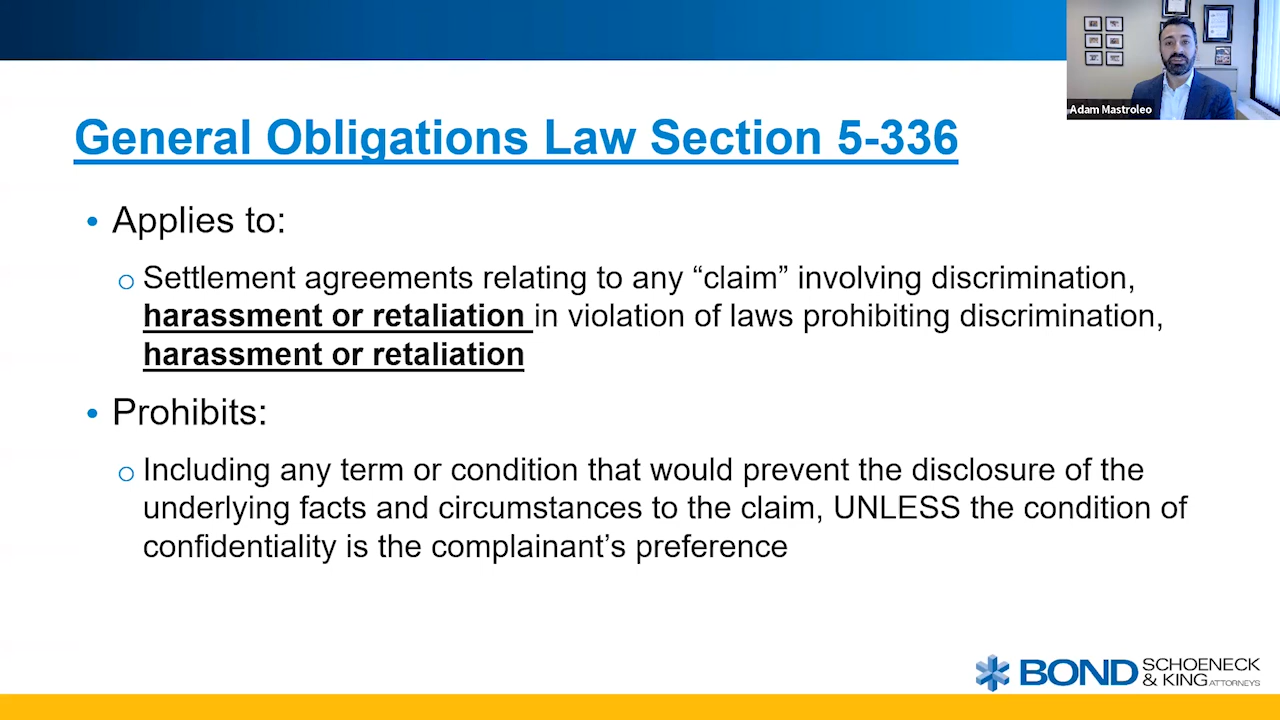 Adam Mastroleo
General Obligations Law Section 5-336
• Applies to:
o Settlement agreements relating to any “claim” involving discrimination,
harassment or retaliation in violation of laws prohibiting discrimination,
harassment or retaliation
• Prohibits:
o Including any term or condition that would prevent the disclosure of the
underlying facts and circumstances to the claim, UNLESS the condition of
confidentiality is the complainant’s preference
BOND SCHOENECK
& KING ATTORNEYS